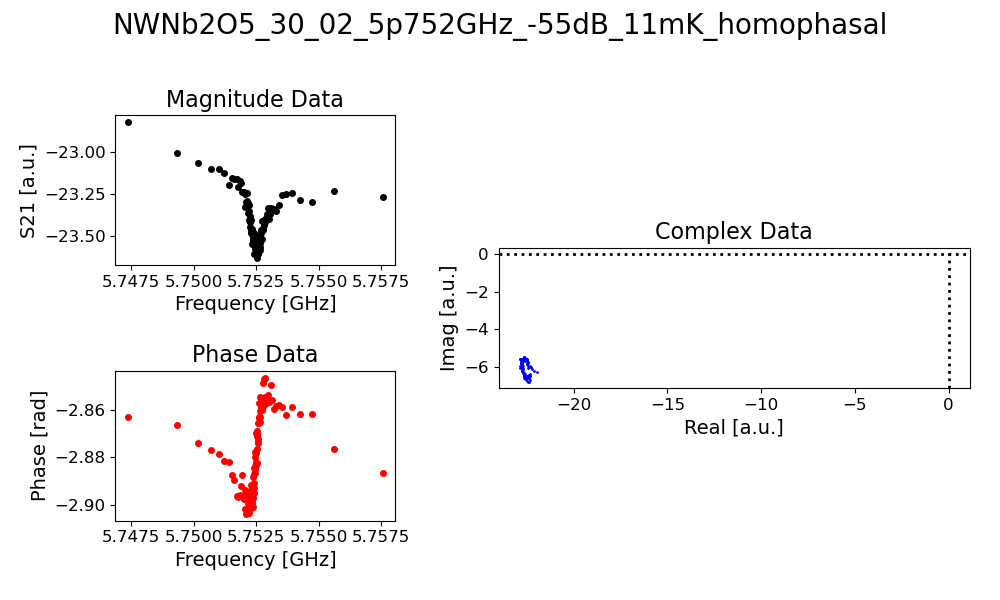 NWNb2O5_30_02_5p752GHz_-55dB_11mK_homophasal
Magnitude Data
S21 [a.u.]
−23.00
−23.25
−23.50
5.7475 5.7500 5.7525 5.7550 5.7575
Frequency [GHz]
Phase Data
Phase [rad]
−2.86
−2.88
−2.90
5.7475 5.7500 5.7525 5.7550 5.7575
Frequency [GHz]
Complex Data
Imag [a.u.]
0
−2
−4
−6
−20 −15 −10 −5 0
Real [a.u.]